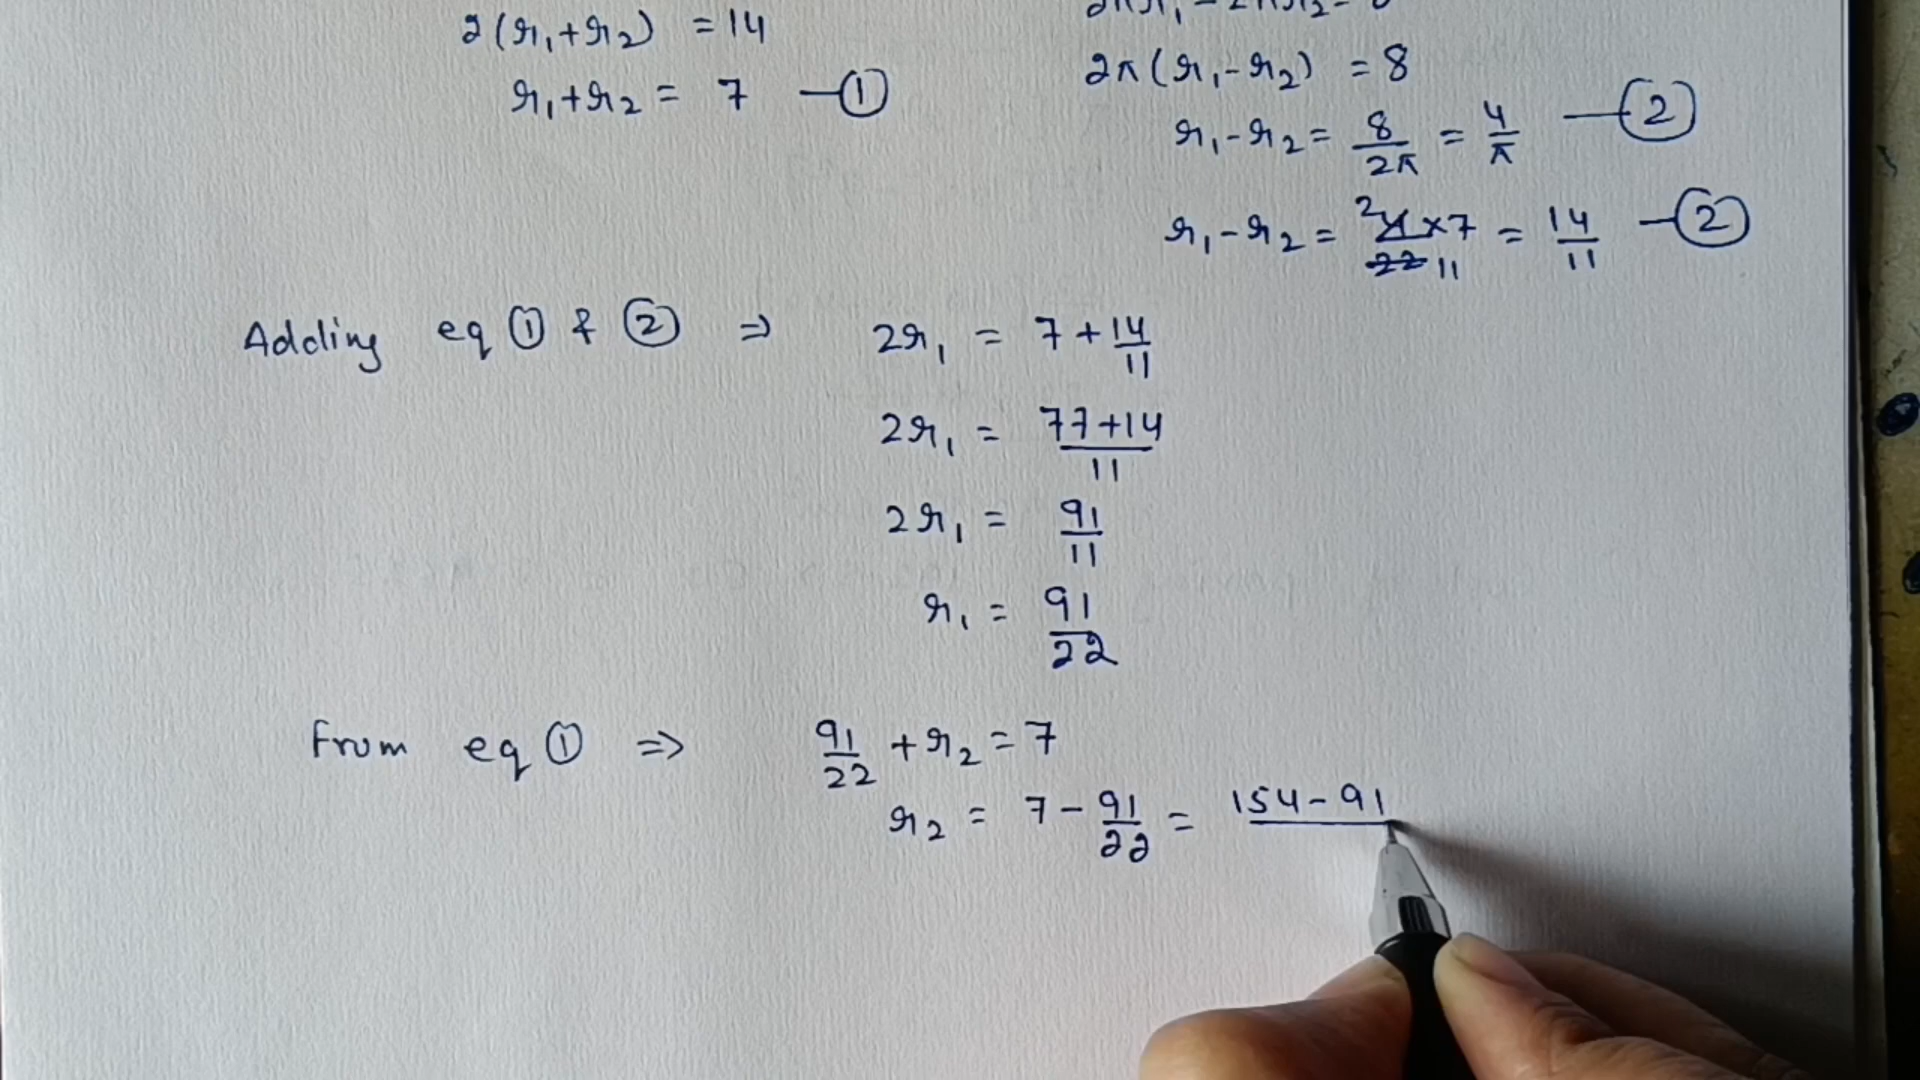 2(r₁+r₂) = 14
r₁+r₂ = 7 —①
2π(r₁-r₂) = 8
r₁-r₂ = 8/2π = 4/π —②
r₁-r₂ = ²4×7/22 11 = 14/11 —②
Adding eq ① & ② ⇒ 2r₁ = 7+14/11
2r₁ = 77+14/11
2r₁ = 91/11
r₁ = 91/22
From eq ① ⇒ 91/22 +r₂ = 7
r₂ = 7-91/22 = 154-91